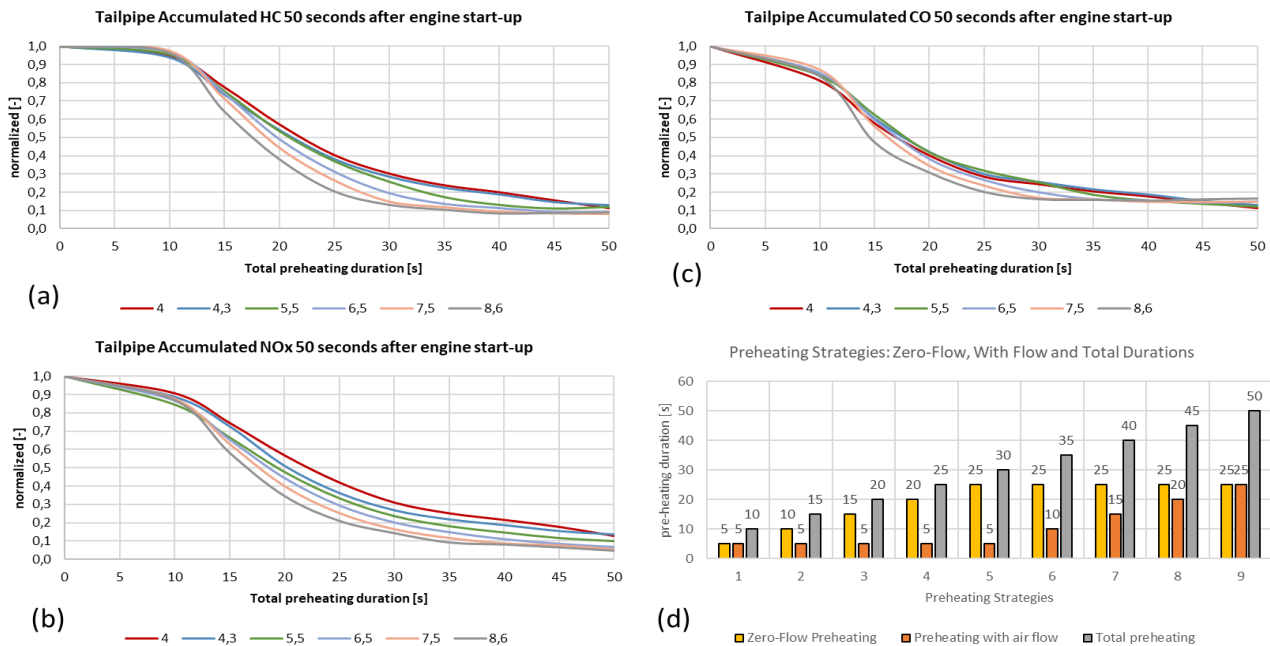 Tailpipe Accumulated HC 50 seconds after engine start-up
normalized [-]
1,0
0,9
0,8
0,7
0,6
0,5
0,4
0,3
0,2
0,1
0,0
0 5 10 15 20 25 30 35 40 45 50
Total preheating duration [s]
(a)
4 4,3 5,5 6,5 7,5 8,6
Tailpipe Accumulated CO 50 seconds after engine start-up
normalized [-]
1,0
0,9
0,8
0,7
0,6
0,5
0,4
0,3
0,2
0,1
0,0
0 5 10 15 20 25 30 35 40 45 50
Total preheating duration [s]
(c)
4 4,3 5,5 6,5 7,5 8,6
Tailpipe Accumulated NOx 50 seconds after engine start-up
normalized [-]
1,0
0,9
0,8
0,7
0,6
0,5
0,4
0,3
0,2
0,1
0,0
0 5 10 15 20 25 30 35 40 45 50
Total preheating duration [s]
(b)
4 4,3 5,5 6,5 7,5 8,6
Preheating Strategies: Zero-Flow, With Flow and Total Durations
pre-heating duration [s]
60
50
40
30
20
10
0
5 5 10
10 5 15
15 5 20
20 5 25
25 5 30
25 10 35
25 15 40
25 20 45
25 25 50
1 2 3 4 5 6 7 8 9
Preheating Strategies
(d)
Zero-Flow Preheating Preheating with air flow Total preheating